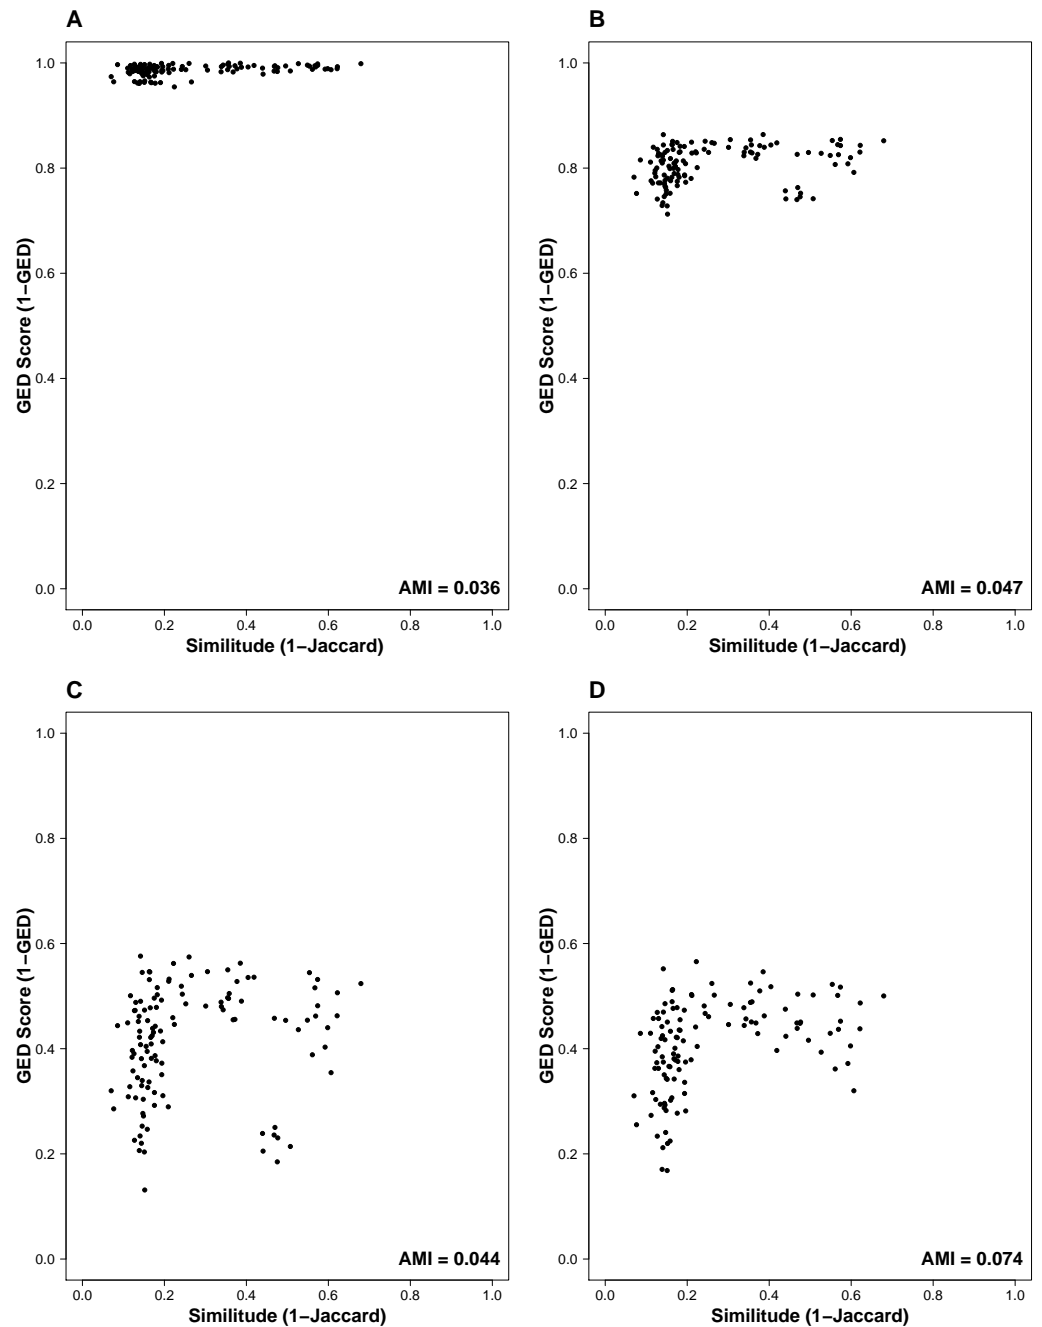 A
1.0
0.8
0.6
0.4
0.2
0.0
GED Score (1−GED)
AMI = 0.036
0.0 0.2 0.4 0.6 0.8 1.0
Similitude (1−Jaccard)
B
1.0
0.8
0.6
0.4
0.2
0.0
GED Score (1−GED)
AMI = 0.047
0.0 0.2 0.4 0.6 0.8 1.0
Similitude (1−Jaccard)
C
1.0
0.8
0.6
0.4
0.2
0.0
GED Score (1−GED)
AMI = 0.044
0.0 0.2 0.4 0.6 0.8 1.0
Similitude (1−Jaccard)
D
1.0
0.8
0.6
0.4
0.2
0.0
GED Score (1−GED)
AMI = 0.074
0.0 0.2 0.4 0.6 0.8 1.0
Similitude (1−Jaccard)